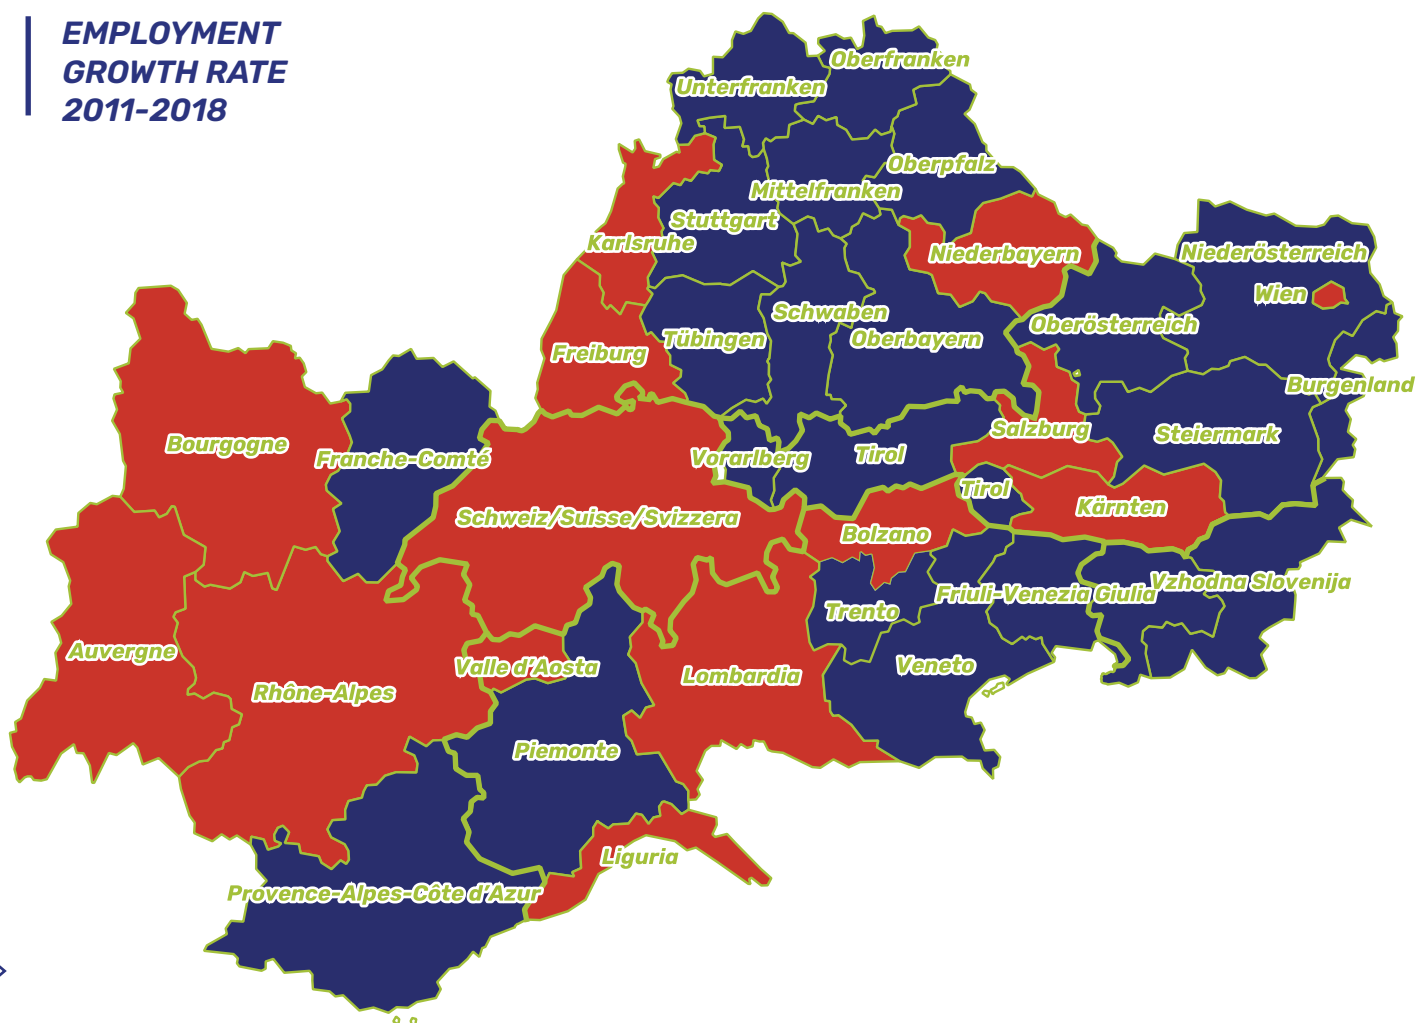 EMPLOYMENT
GROWTH RATE
2011-2018
Oberfranken
Unterfranken
Oberpfalz
Mittelfranken
Stuttgart
Karlsruhe
Niederbayern
Niederösterreich
Wien
Schwaben
Oberösterreich
Tübingen
Oberbayern
Freiburg
Burgenland
Salzburg
Steiermark
Bourgogne
Franche-Comté
Vorarlberg
Tirol
Tirol
Kärnten
Schweiz/Suisse/Svizzera
Bolzano
Vzhodna Slovenija
Friuli-Venezia Giulia
Trento
Auvergne
Valle d'Aosta
Veneto
Lombardia
Rhône-Alpes
Piemonte
Liguria
Provence-Alpes-Côte d'Azur